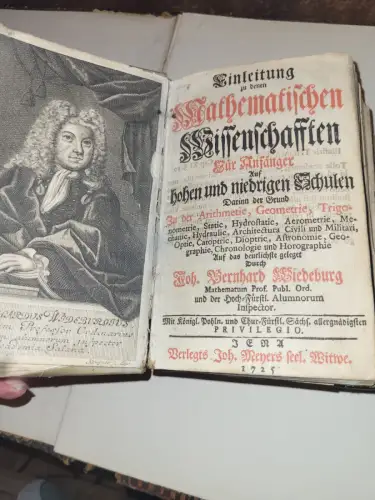 Einleitung
zu denen
Mathematischen
Wissenschafften
Für Anfänger
Auf
hohen und niedrigen Schulen
Darinn der Grund
Zu der Arithmetic, Geometrie, Trigo-
nometrie, Static, Hydrostatic, Aerometrie, Me-
chanic, Hydraulic, Architectura Civili und Militari,
Optic, Catoptric, Dioptric, Astronomie, Geo-
graphie, Chronologie und Horographie
Auf das deutlichste geleget
Durch
Joh. Bernhard Wiedeburg
Mathematum Prof. Publ. Ord.
und der Hoch-Fürstl. Alumnorum
Inspector.
Mit Königl. Pohln. und Chur-Fürstl. Sächs. allergnädigsten
PRIVILEGIO.
JENA
Verlegts Joh. Meyers seel. Witwe.
1725
Professor Ordinarius
Inspector